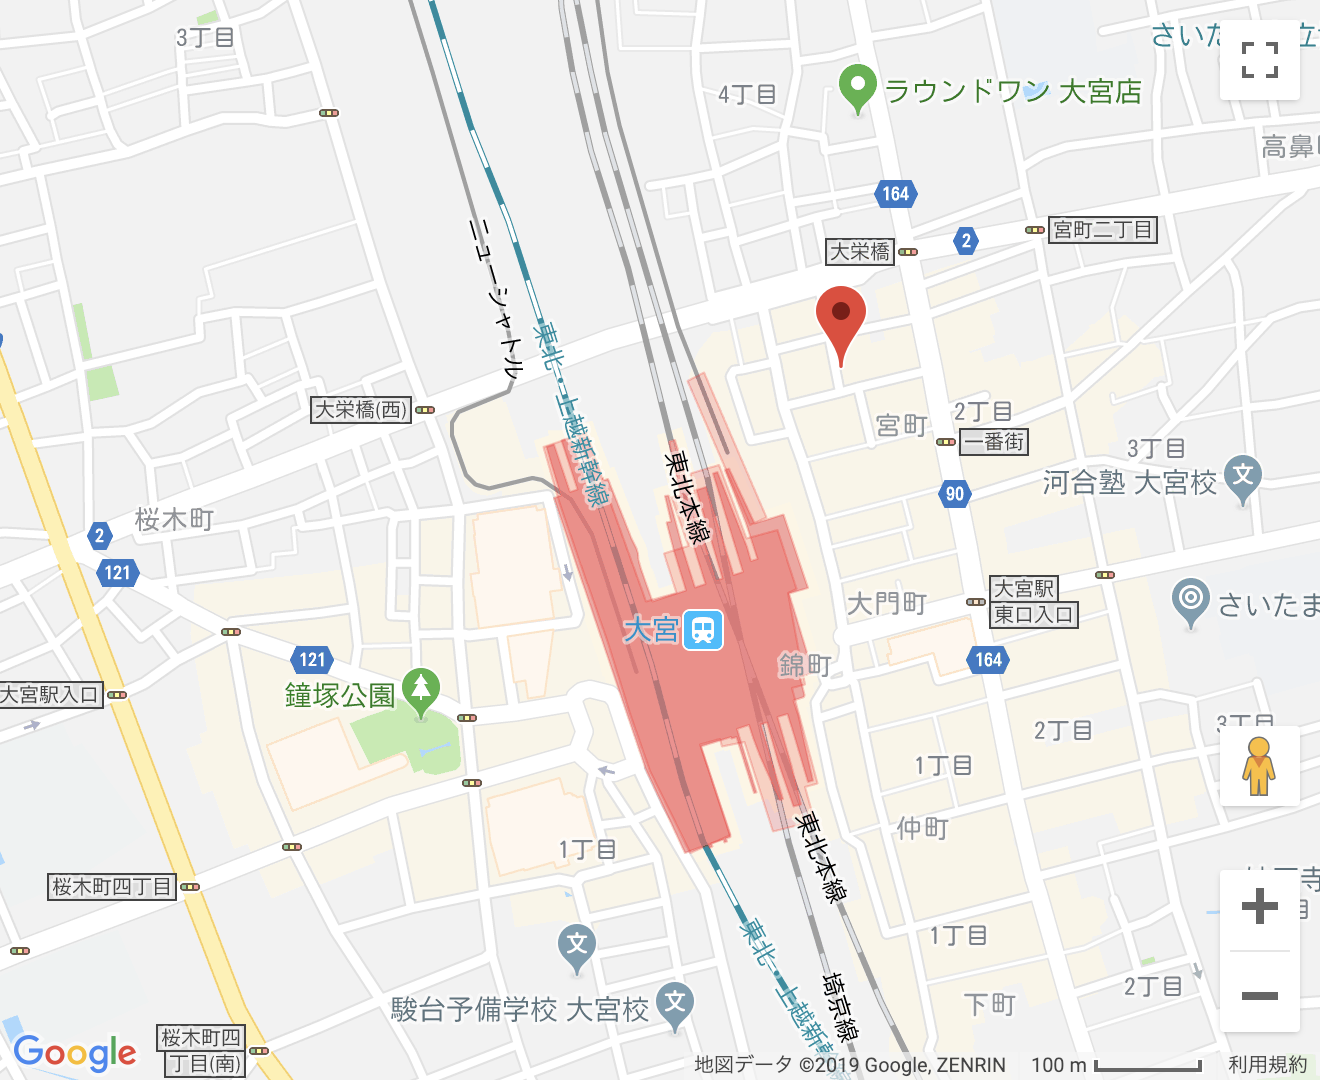 3丁目
さいた
4丁目
ラウンドワン 大宮店
高鼻
164
宮町二丁目
2
大栄橋
ニューシャトル
東北・上越新幹線
大栄橋(西)
2丁目
宮町
一番街
3丁目
河合塾 大宮校
東北本線
90
桜木町
2
121
大宮駅
東口入口
大門町
さいたま
大宮
121
164
錦町
鐘塚公園
大宮駅入口
2丁目
3丁目
1丁目
仲町
1丁目
東北本線
桜木町四丁目
1丁目
東北・上越新幹
埼京線
2丁目
下町
駿台予備学校 大宮校
桜木町四
丁目(南)
Google
地図データ ©2019 Google, ZENRIN 100 m 利用規約